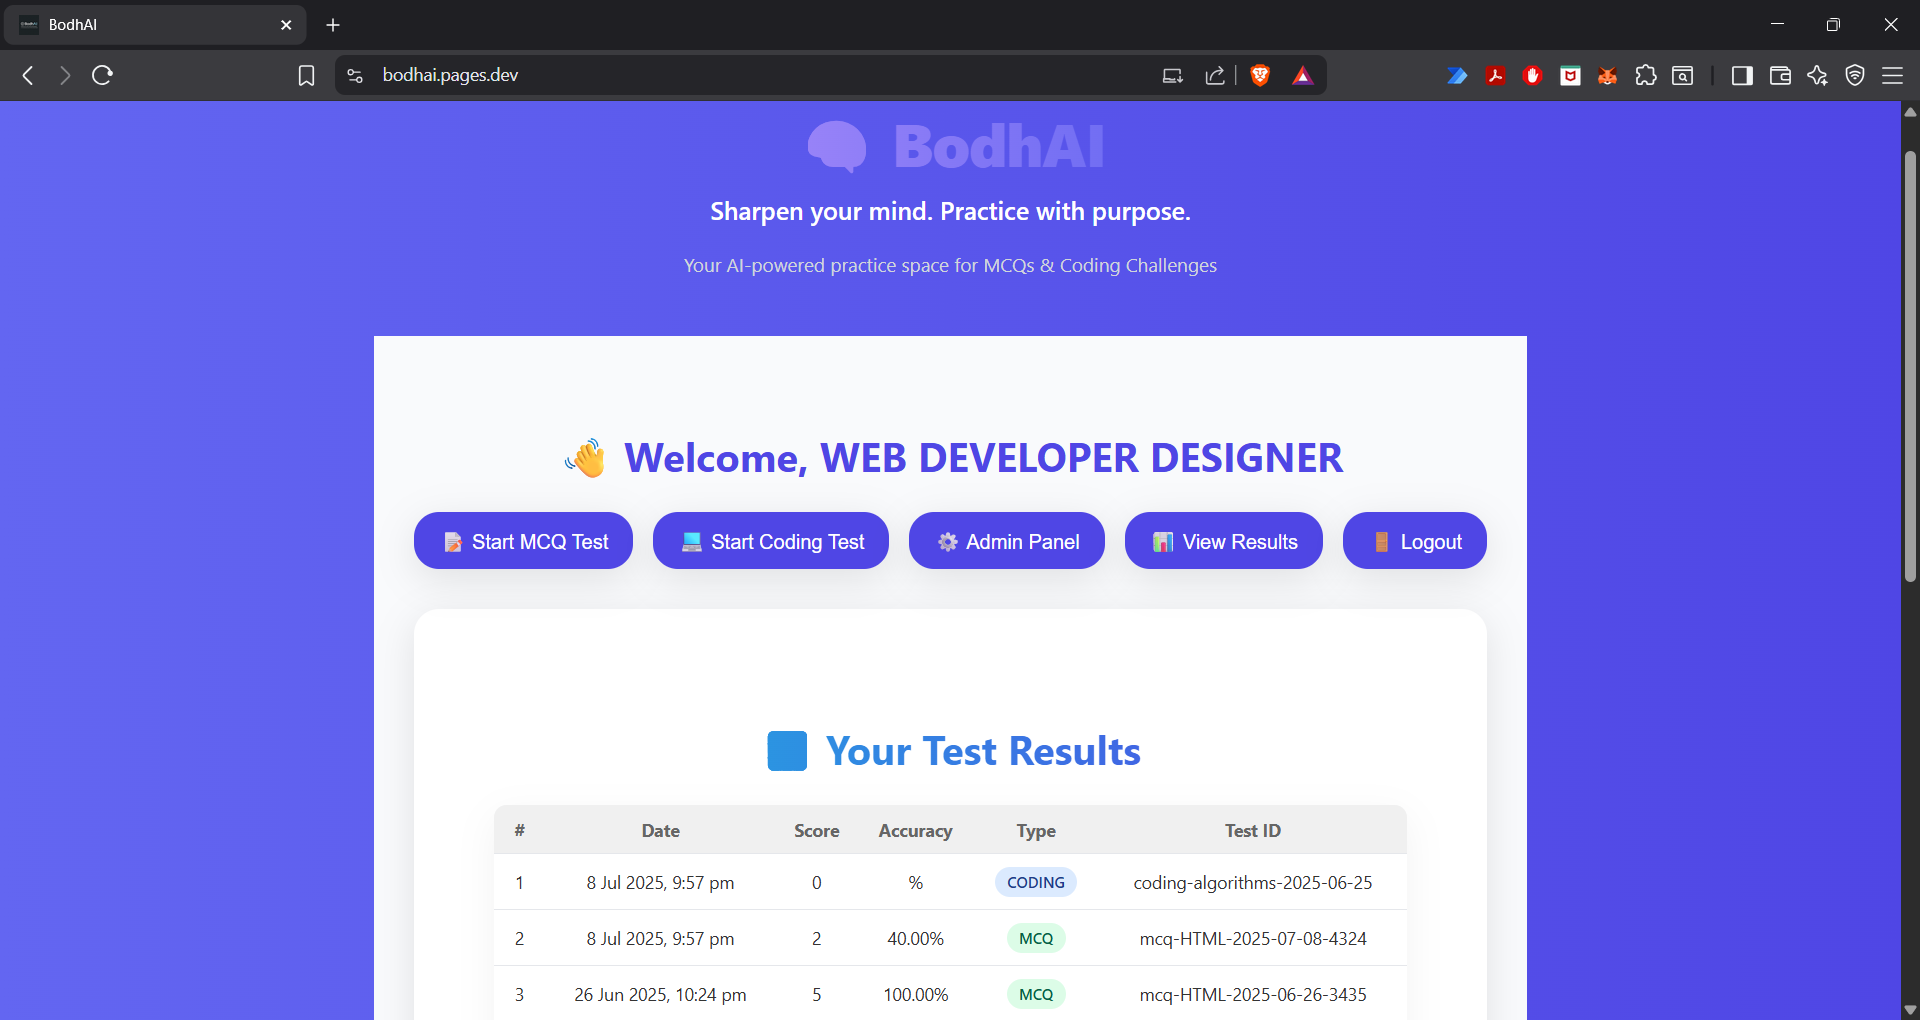 BodhAI
bodhai.pages.dev
BodhAI
Sharpen your mind. Practice with purpose.
Your AI-powered practice space for MCQs & Coding Challenges
👋 Welcome, WEB DEVELOPER DESIGNER
📝 Start MCQ Test 💻 Start Coding Test ⚙️ Admin Panel 📊 View Results 🚪 Logout
Your Test Results
# Date Score Accuracy Type Test ID
1 8 Jul 2025, 9:57 pm 0 % CODING coding-algorithms-2025-06-25
2 8 Jul 2025, 9:57 pm 2 40.00% MCQ mcq-HTML-2025-07-08-4324
3 26 Jun 2025, 10:24 pm 5 100.00% MCQ mcq-HTML-2025-06-26-3435